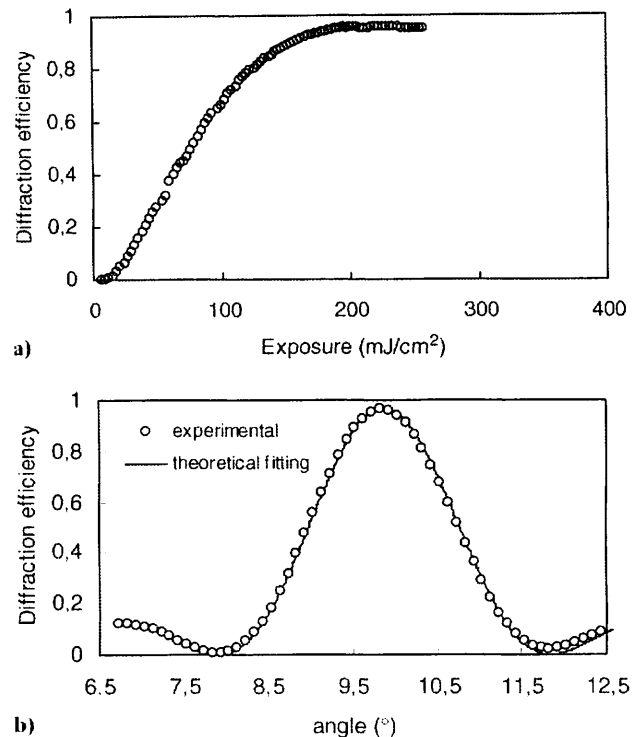 1
0,8
0,6
0,4
0,2
0
Diffraction efficiency
0 100 200 300 400
a) Exposure (mJ/cm²)
1
0,8
0,6
0,4
0,2
0
Diffraction efficiency
experimental
theoretical fitting
6.5 7,5 8,5 9,5 10,5 11,5 12,5
b) angle (°)